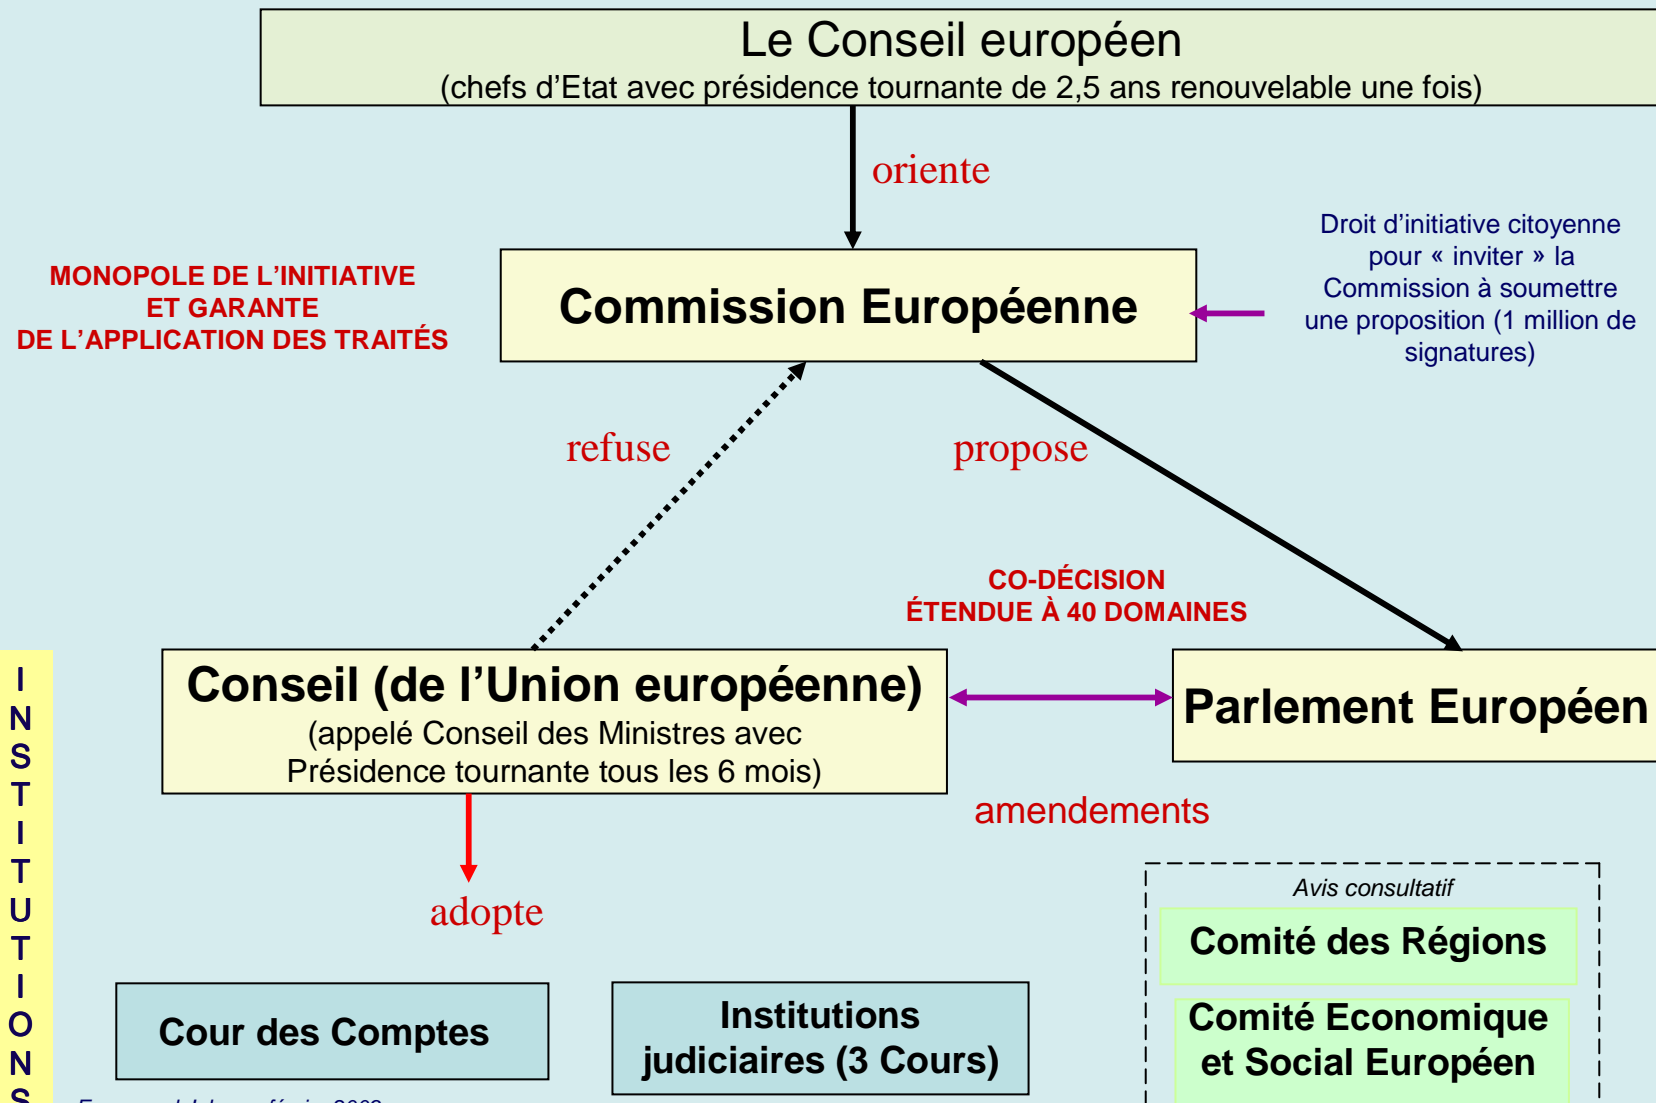 Le Conseil européen
(chefs d'Etat avec présidence tournante de 2,5 ans renouvelable une fois)
oriente
Droit d'initiative citoyenne
pour « inviter » la
Commission à soumettre
une proposition (1 million de
signatures)
MONOPOLE DE L'INITIATIVE
ET GARANTE
DE L'APPLICATION DES TRAITÉS
Commission Européenne
refuse
propose
CO-DÉCISION
ÉTENDUE À 40 DOMAINES
Conseil (de l'Union européenne)
(appelé Conseil des Ministres avec
Présidence tournante tous les 6 mois)
Parlement Européen
amendements
adopte
Avis consultatif
Comité des Régions
Comité Economique
et Social Européen
Cour des Comptes
Institutions
judiciaires (3 Cours)
I
N
S
T
I
T
U
T
I
O
N
S